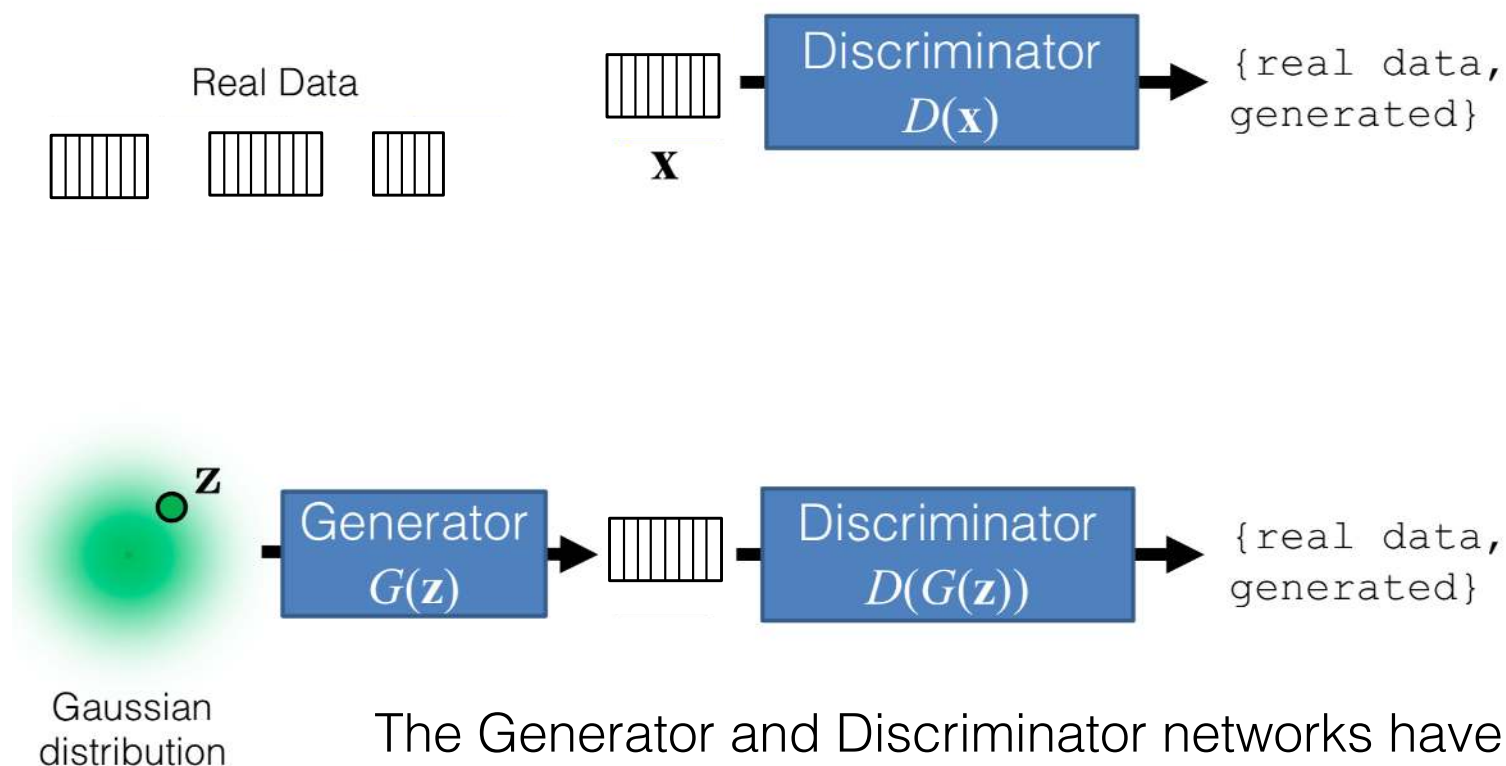 Real Data
x
Discriminator
D(x)
{real data,
generated}
z
Gaussian
distribution
Generator
G(z)
Discriminator
D(G(z))
{real data,
generated}
The Generator and Discriminator networks have